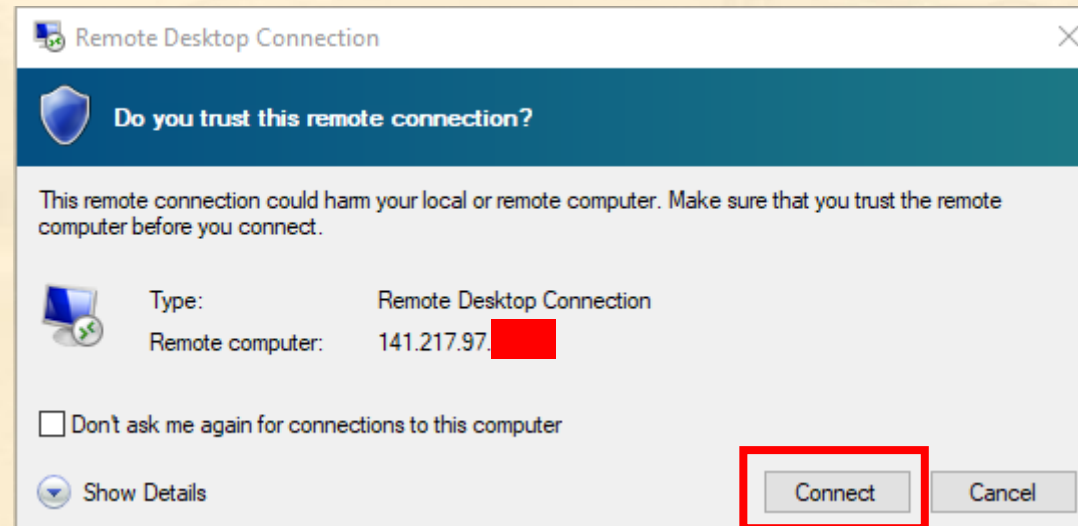 Remote Desktop Connection
Do you trust this remote connection?
This remote connection could harm your local or remote computer. Make sure that you trust the remote
computer before you connect.
Type: Remote Desktop Connection
Remote computer: 141.217.97.
Don't ask me again for connections to this computer
Show Details Connect Cancel